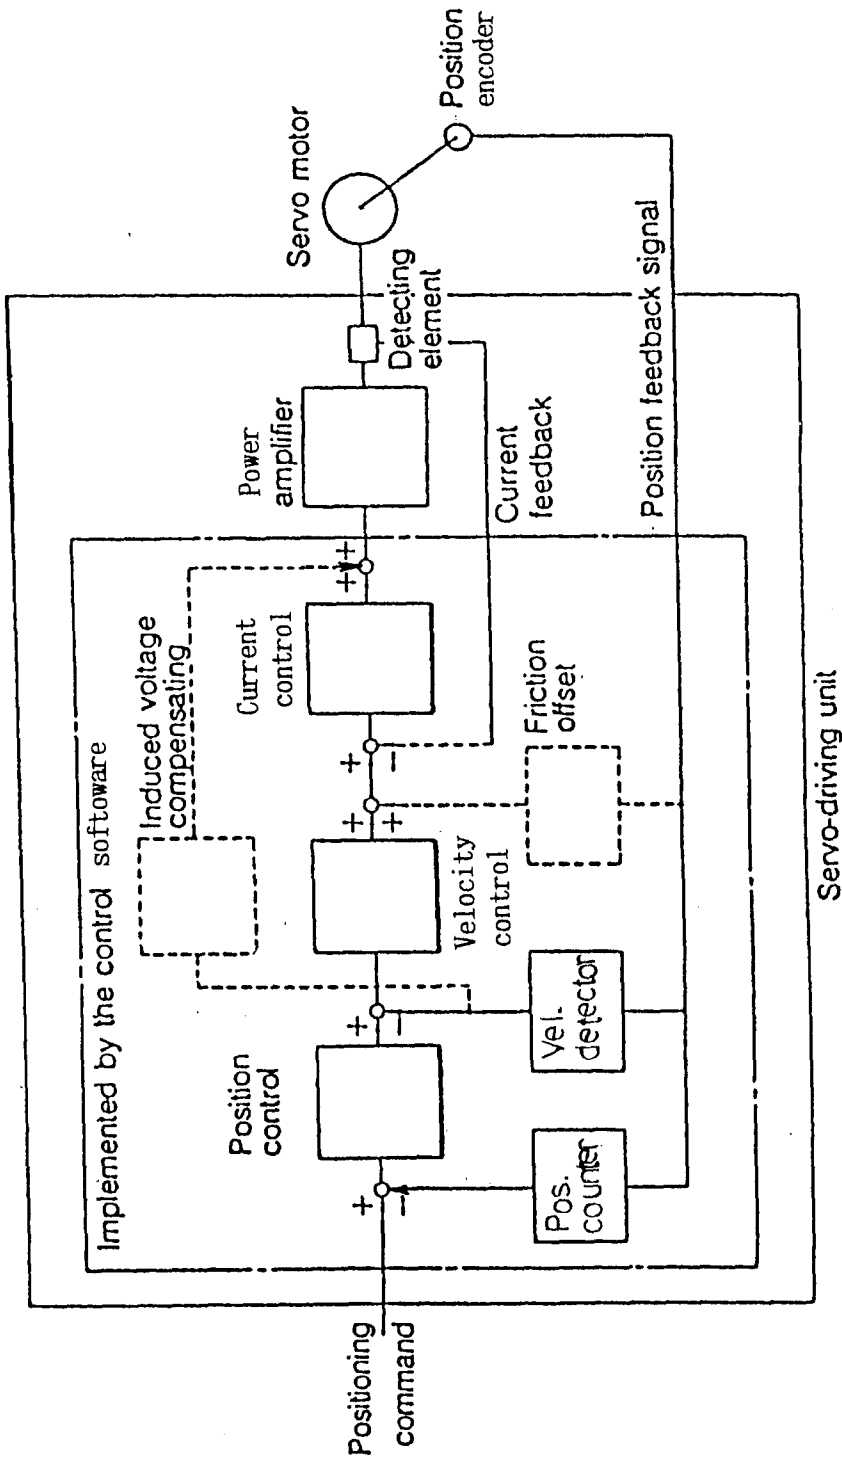 Implemented by the control softoware
Induced voltage
compensating
Positioning
command
+
−
Position
control
+
−
Velocity
control
+
+
+
−
Current
control
+
+
Power
amplifier
Detecting
element
Servo motor
Position
encoder
Pos.
counter
Vel.
detector
Friction
offset
Current
feedback
Position feedback signal
Servo-driving unit